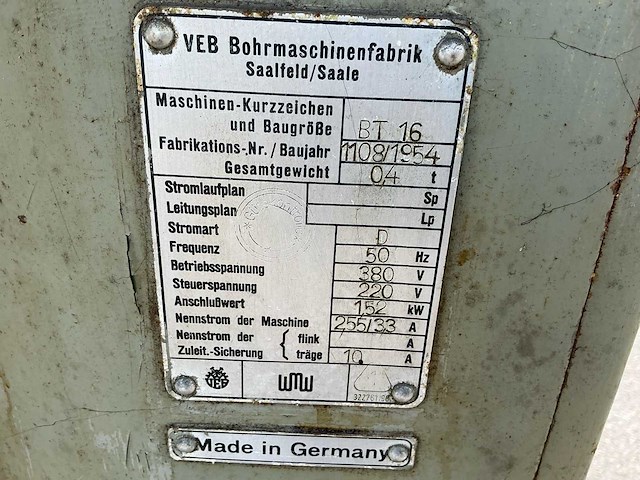 VEB Bohrmaschinenfabrik
Saalfeld/Saale
Maschinen-Kurzzeichen
und Baugröße BT 16
Fabrikations-Nr./Baujahr 1108/1954
Gesamtgewicht 0,4 t
Stromlaufplan Sp
Leitungsplan Lp
Stromart D
Frequenz 50 Hz
Betriebsspannung 380 V
Steuerspannung 220 V
Anschlußwert 1,52 kW
Nennstrom der Maschine 2,55/3,3 A
Nennstrom der flink A
Zuleit.-Sicherung träge 10 A
VEB WMW 1
Made in Germany